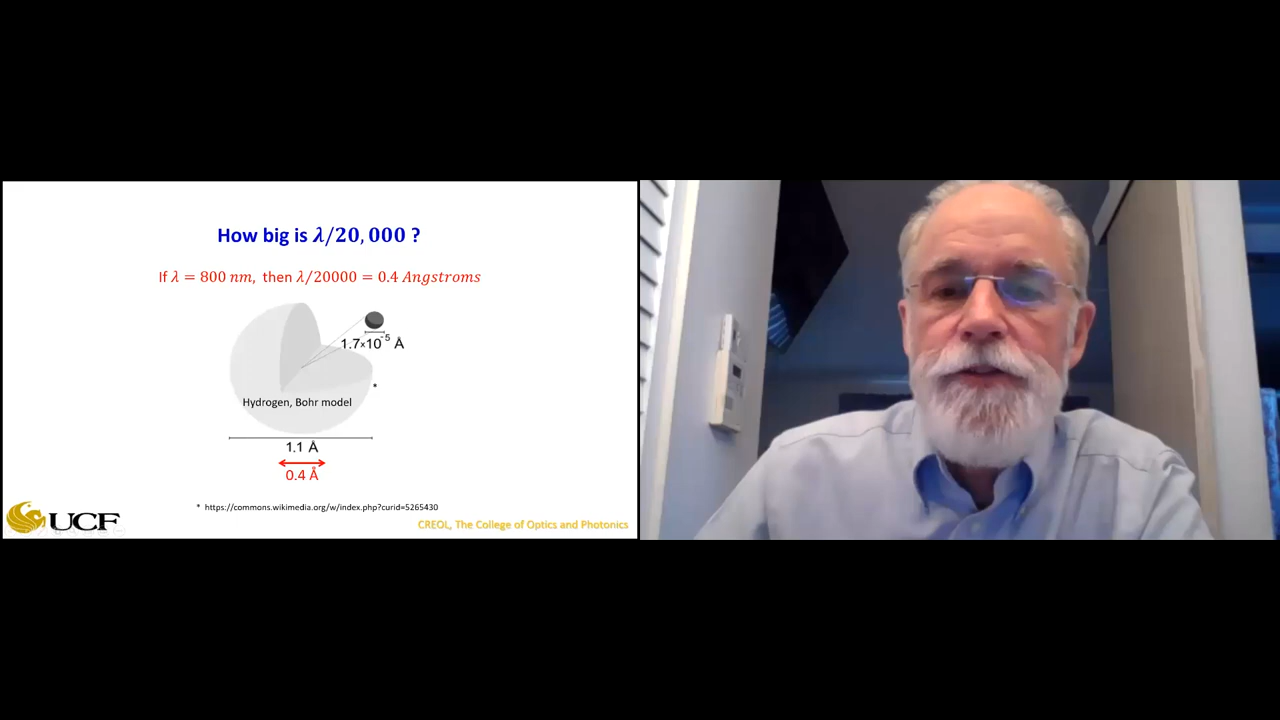 How big is λ/20,000 ?
If λ = 800 nm, then λ/20000 = 0.4 Angstroms
1.7×10⁻⁵ Å
Hydrogen, Bohr model
1.1 Å
0.4 Å
* https://commons.wikimedia.org/w/index.php?curid=5265430
UCF
CREOL, The College of Optics and Photonics